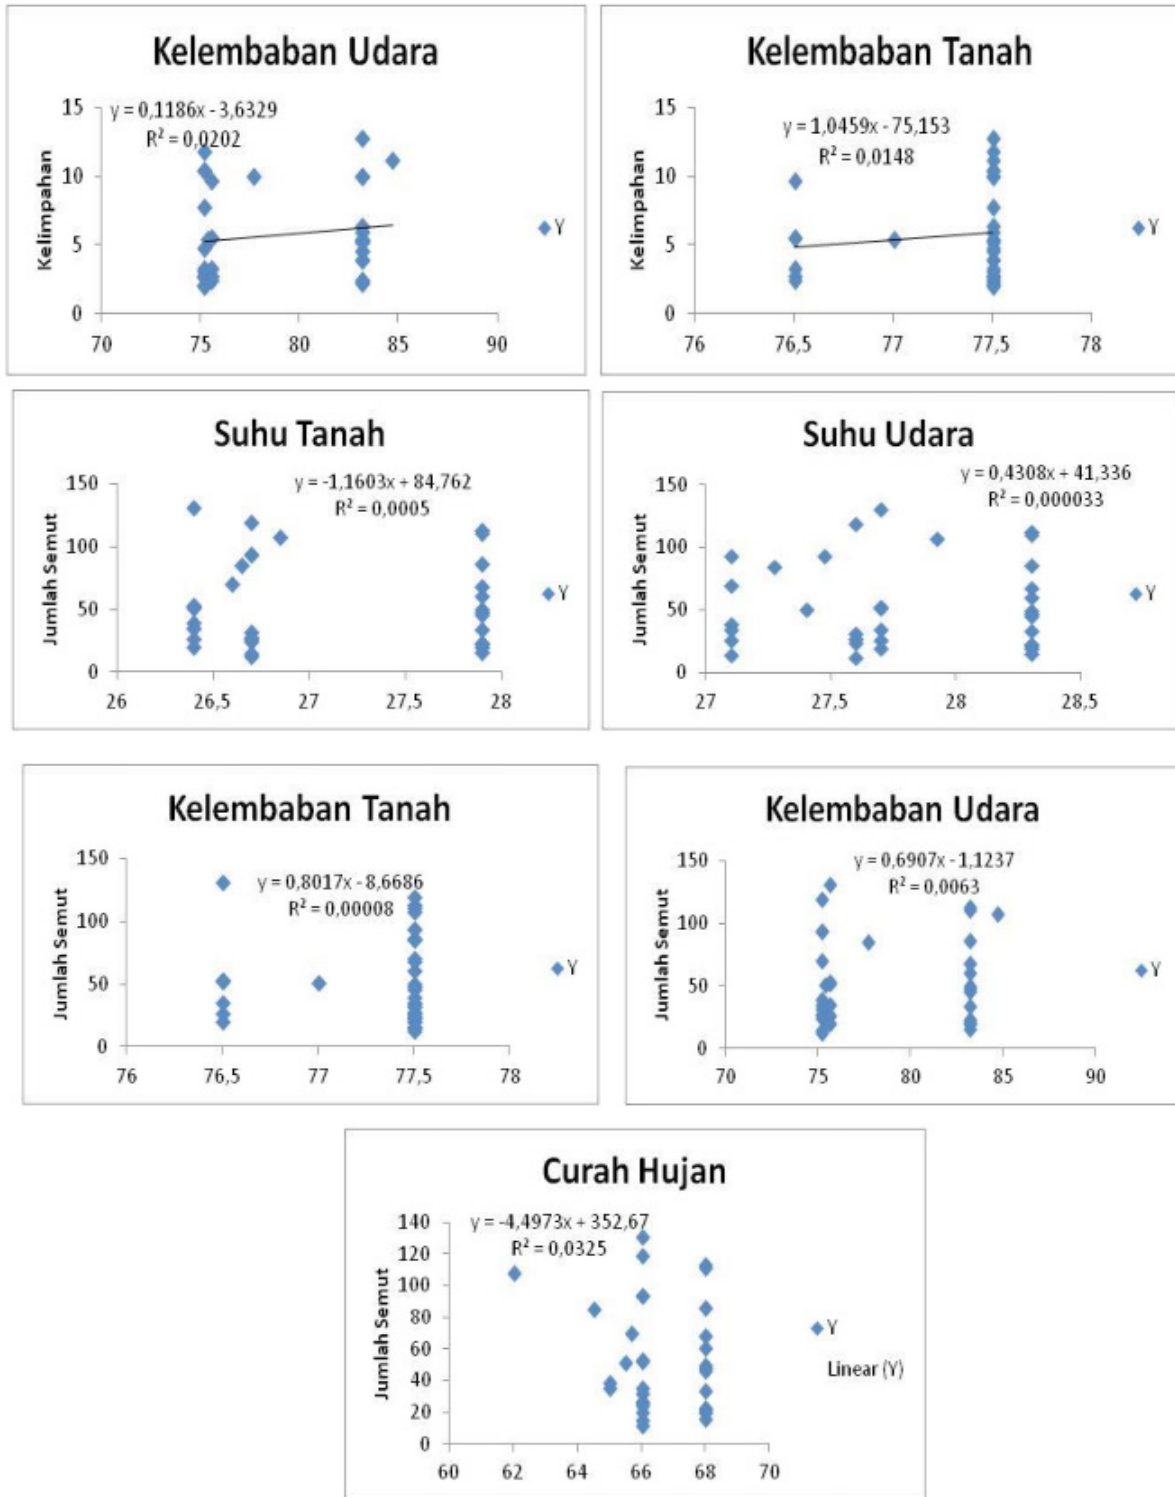 Kelembaban Udara
y = 0,1186x - 3,6329
R² = 0,0202
Kelimpahan
15
10
5
0
70 75 80 85 90
Y
Kelembaban Tanah
y = 1,0459x - 75,153
R² = 0,0148
Kelimpahan
15
10
5
0
76 76,5 77 77,5 78
Y
Suhu Tanah
y = -1,1603x + 84,762
R² = 0,0005
Jumlah Semut
150
100
50
0
26 26,5 27 27,5 28
Y
Suhu Udara
y = 0,4308x + 41,336
R² = 0,000033
Jumlah Semut
150
100
50
0
27 27,5 28 28,5
Y
Kelembaban Tanah
y = 0,8017x - 8,6686
R² = 0,00008
Jumlah Semut
150
100
50
0
76 76,5 77 77,5 78
Y
Kelembaban Udara
y = 0,6907x - 1,1237
R² = 0,0063
Jumlah Semut
150
100
50
0
70 75 80 85 90
Y
Curah Hujan
y = -4,4973x + 352,67
R² = 0,0325
Jumlah Semut
140
120
100
80
60
40
20
0
60 62 64 66 68 70
Y
Linear (Y)